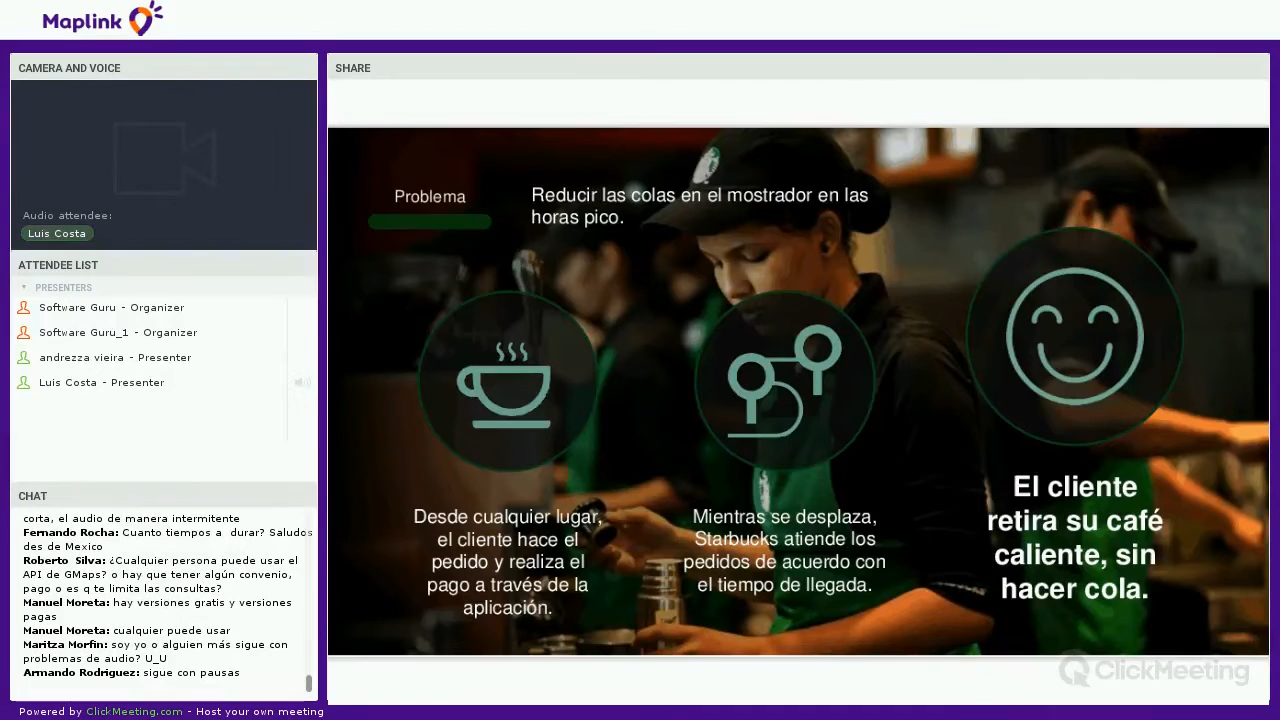 Maplink
CAMERA AND VOICE
Audio attendee:
Luis Costa
ATTENDEE LIST
PRESENTERS
Software Guru - Organizer
Software Guru_1 - Organizer
andrezza vieira - Presenter
Luis Costa - Presenter
CHAT
corta, el audio de manera intermitente
Fernando Rocha: Cuanto tiempos a durar? Saludos
des de Mexico
Roberto Silva: ¿Cualquier persona puede usar el
API de GMaps? o hay que tener algún convenio,
pago o es q te limita las consultas?
Manuel Moreta: hay versiones gratis y versiones
pagas
Manuel Moreta: cualquier puede usar
Maritza Morfin: soy yo o alguien más sigue con
problemas de audio? U_U
Armando Rodriguez: sigue con pausas
SHARE
Problema
Reducir las colas en el mostrador en las
horas pico.
Desde cualquier lugar,
el cliente hace el
pedido y realiza el
pago a través de la
aplicación.
Mientras se desplaza,
Starbucks atiende los
pedidos de acuerdo con
el tiempo de llegada.
El cliente
retira su café
caliente, sin
hacer cola.
ClickMeeting
Powered by ClickMeeting.com - Host your own meeting